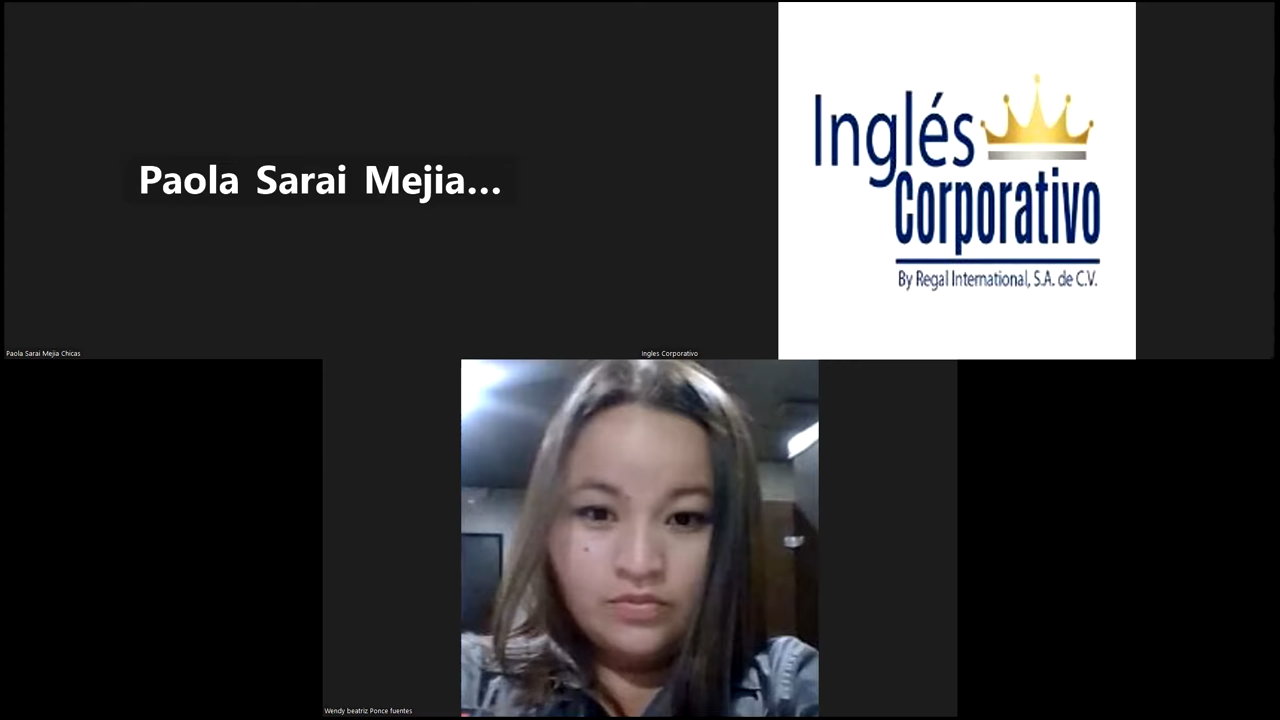 Paola Sarai Mejia...
Inglés
Corporativo
By Regal International, S.A. de C.V.
Paola Sarai Mejia Chicas
Ingles Corporativo
Wendy beatriz Ponce fuentes